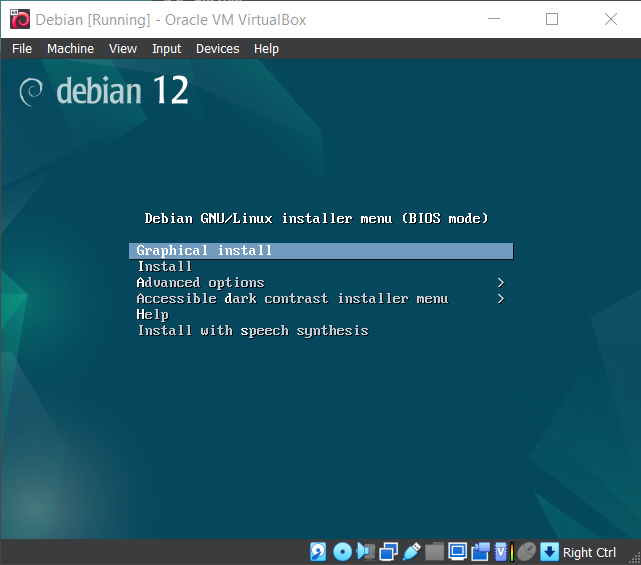 Debian [Running] - Oracle VM VirtualBox
File Machine View Input Devices Help
debian 12
Debian GNU/Linux installer menu (BIOS mode)
Graphical install
Install
Advanced options >
Accessible dark contrast installer menu >
Help
Install with speech synthesis
Right Ctrl